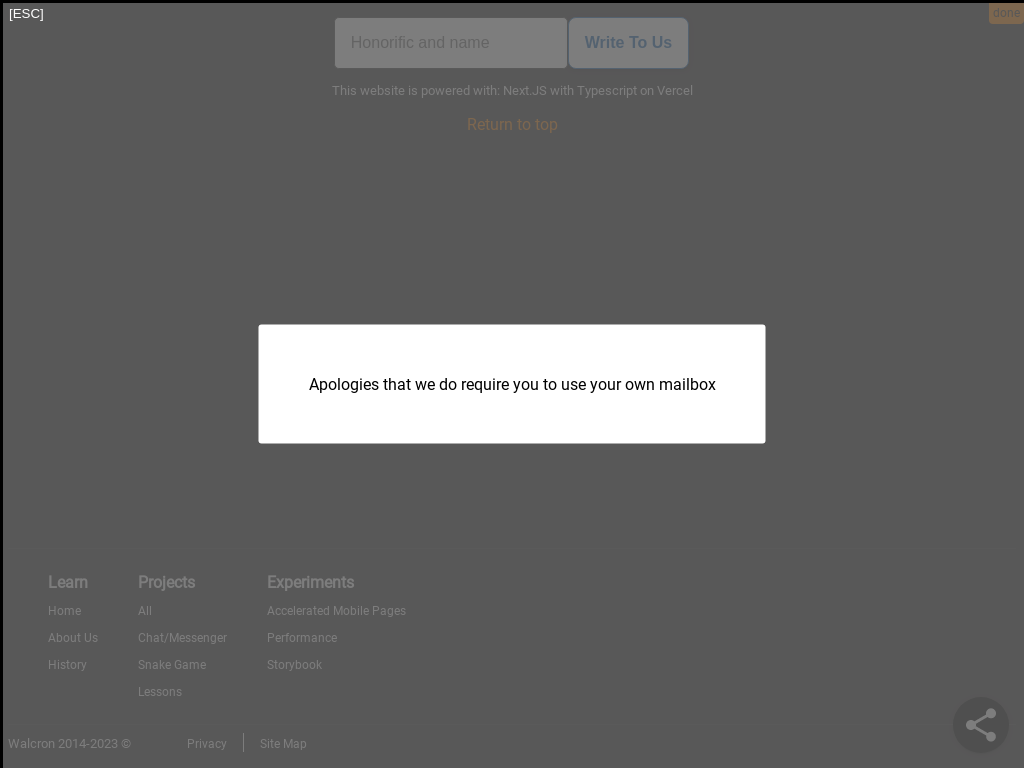 [ESC]
done
Honorific and name
Write To Us
This website is powered with: Next.JS with Typescript on Vercel
Return to top
Apologies that we do require you to use your own mailbox
Learn
Home
About Us
History
Projects
All
Chat/Messenger
Snake Game
Lessons
Experiments
Accelerated Mobile Pages
Performance
Storybook
Walcron 2014-2023 ©
Privacy
Site Map